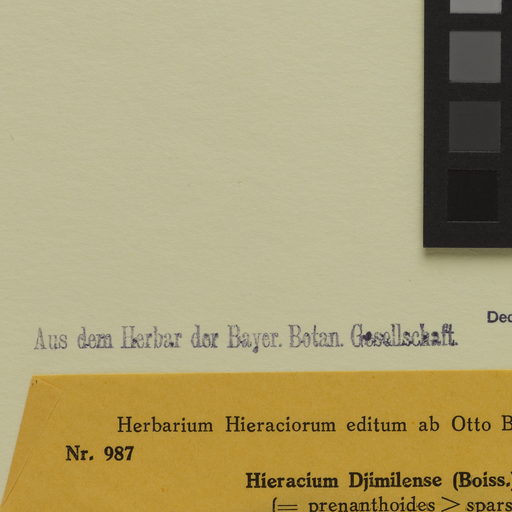 Dec
Aus dem Herbar der Bayer. Botan. Gesellschaft.
Herbarium Hieraciorum editum ab Otto B
Nr. 987
Hieracium Djimilense (Boiss.)
(= prenanthoides > spars